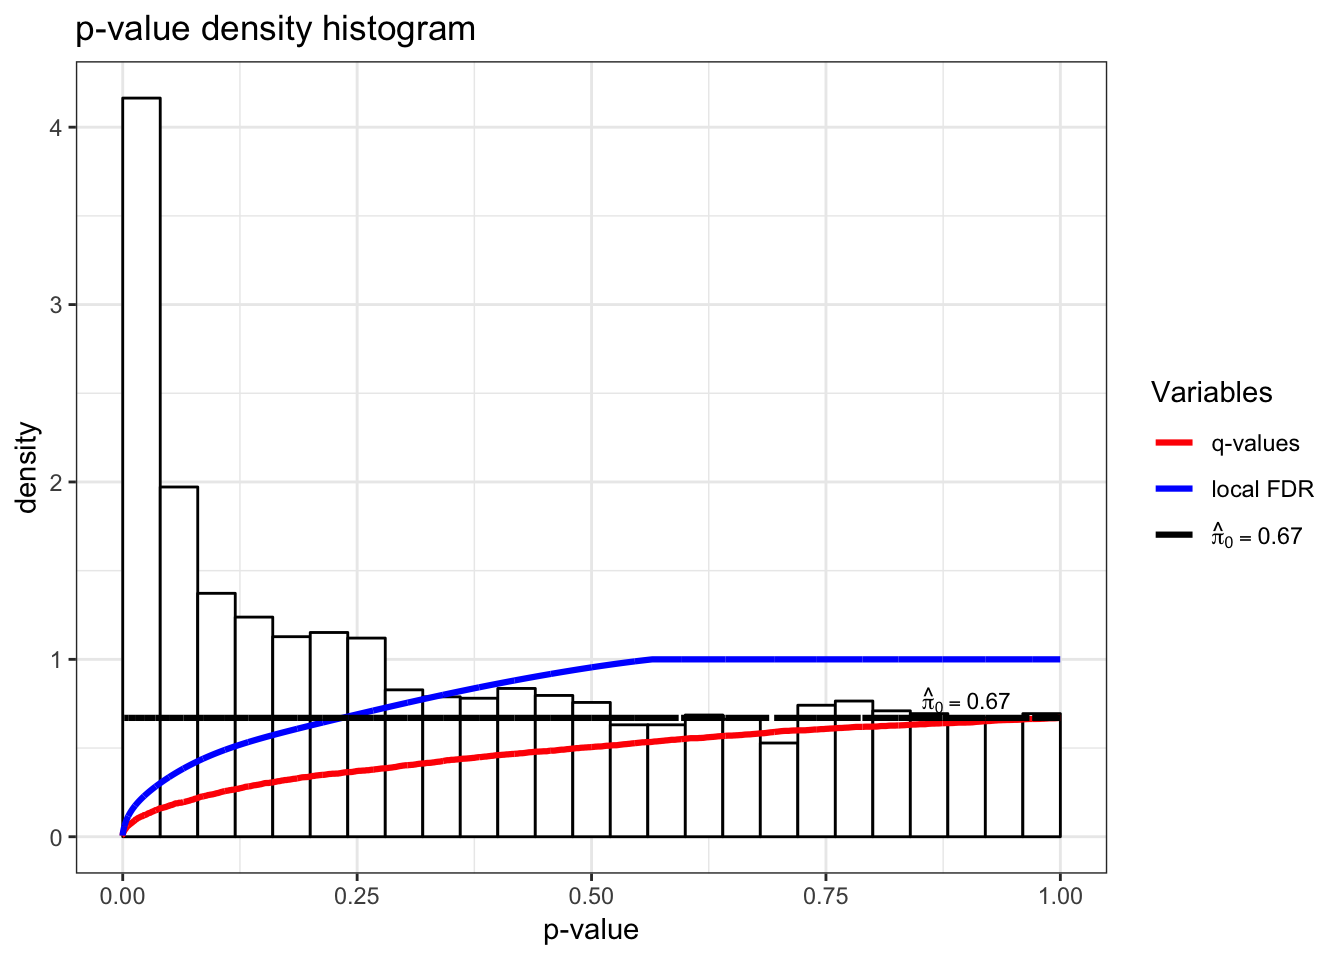 p-value density histogram
density
4
3
2
1
0
π̂₀ = 0.67
0.00 0.25 0.50 0.75 1.00
p-value
Variables
q-values
local FDR
π̂₀ = 0.67